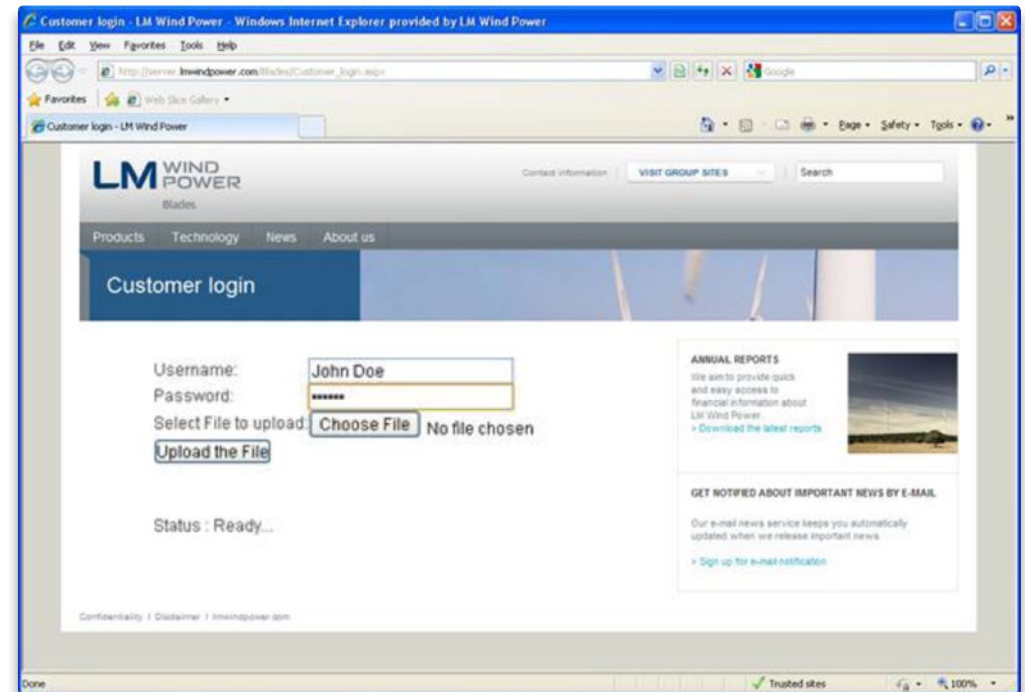 Customer login - LM Wind Power - Windows Internet Explorer provided by LM Wind Power
File Edit View Favorites Tools Help
http://server.lmwindpower.com/Blades/Customer_login.aspx Google
Favorites Web Slice Gallery
Customer login - LM Wind Power Page Safety Tools
LM WIND POWER
Blades
Contact information VISIT GROUP SITES Search
Products Technology News About us
Customer login
Username: John Doe
Password: ••••••
Select File to upload: Choose File No file chosen
Upload the File
Status : Ready...
ANNUAL REPORTS
We aim to provide quick
and easy access to
financial information about
LM Wind Power.
> Download the latest reports
GET NOTIFIED ABOUT IMPORTANT NEWS BY E-MAIL
Our e-mail news service keeps you automatically
updated when we release important news.
> Sign up for e-mail notification
Confidentiality | Disclaimer | lmwindpower.com
Done Trusted sites 100%